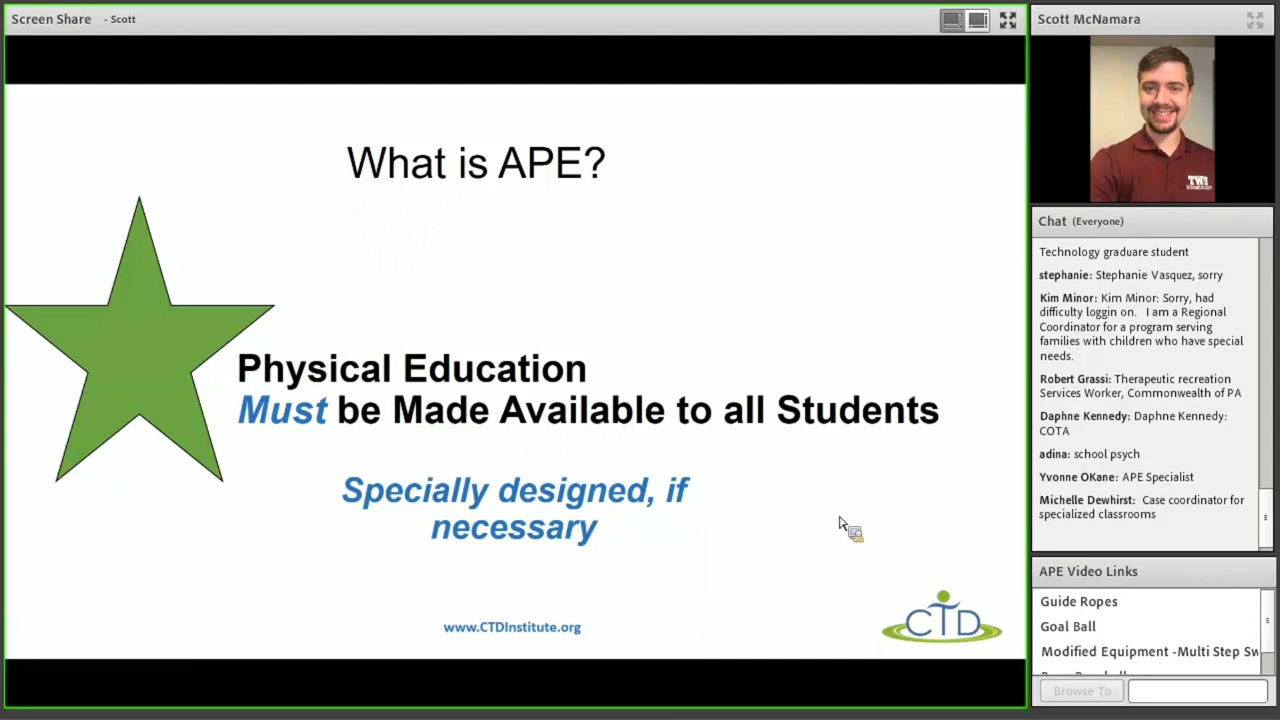 Screen Share - Scott
What is APE?
Physical Education
Must be Made Available to all Students
Specially designed, if
necessary
www.CTDInstitute.org
CTD
Scott McNamara
TWU
Chat (Everyone)
Technology graduate student
stephanie: Stephanie Vasquez, sorry
Kim Minor: Kim Minor: Sorry, had
difficulty loggin on. I am a Regional
Coordinator for a program serving
families with children who have special
needs.
Robert Grassi: Therapeutic recreation
Services Worker, Commonwealth of PA
Daphne Kennedy: Daphne Kennedy:
COTA
adina: school psych
Yvonne OKane: APE Specialist
Michelle Dewhirst: Case coordinator for
specialized classrooms
APE Video Links
Guide Ropes
Goal Ball
Modified Equipment -Multi Step Sw
Browse To